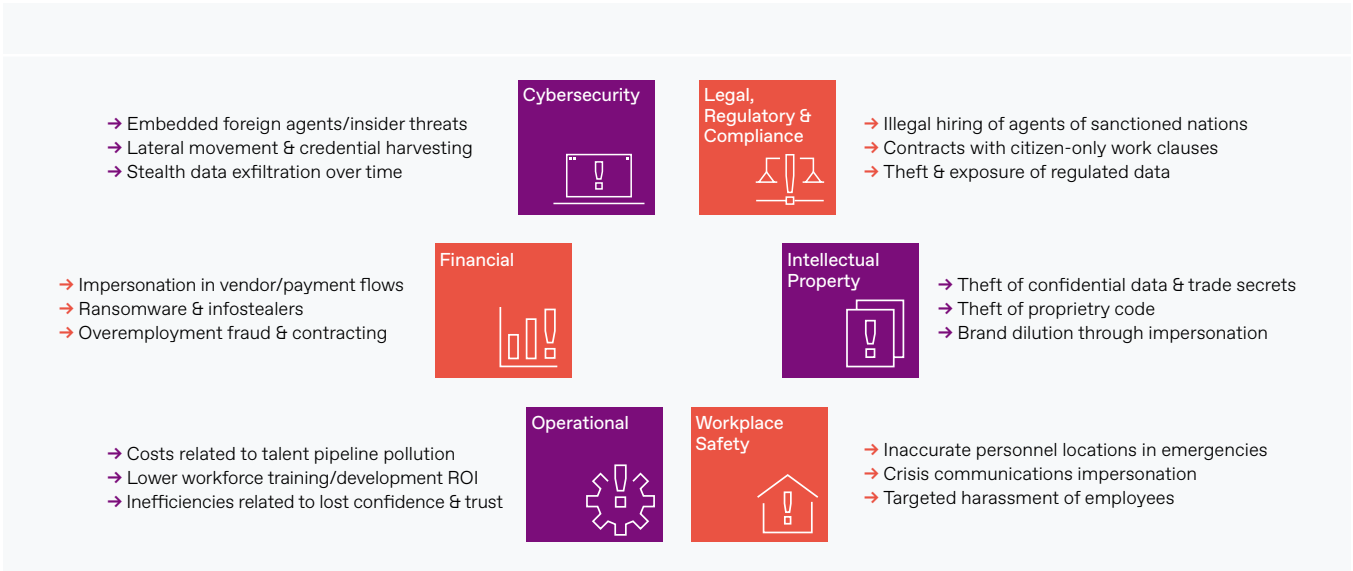 Cybersecurity
→ Embedded foreign agents/insider threats
→ Lateral movement & credential harvesting
→ Stealth data exfiltration over time
Legal,
Regulatory &
Compliance
→ Illegal hiring of agents of sanctioned nations
→ Contracts with citizen-only work clauses
→ Theft & exposure of regulated data
Financial
→ Impersonation in vendor/payment flows
→ Ransomware & infostealers
→ Overemployment fraud & contracting
Intellectual
Property
→ Theft of confidential data & trade secrets
→ Theft of proprietry code
→ Brand dilution through impersonation
Operational
→ Costs related to talent pipeline pollution
→ Lower workforce training/development ROI
→ Inefficiencies related to lost confidence & trust
Workplace
Safety
→ Inaccurate personnel locations in emergencies
→ Crisis communications impersonation
→ Targeted harassment of employees